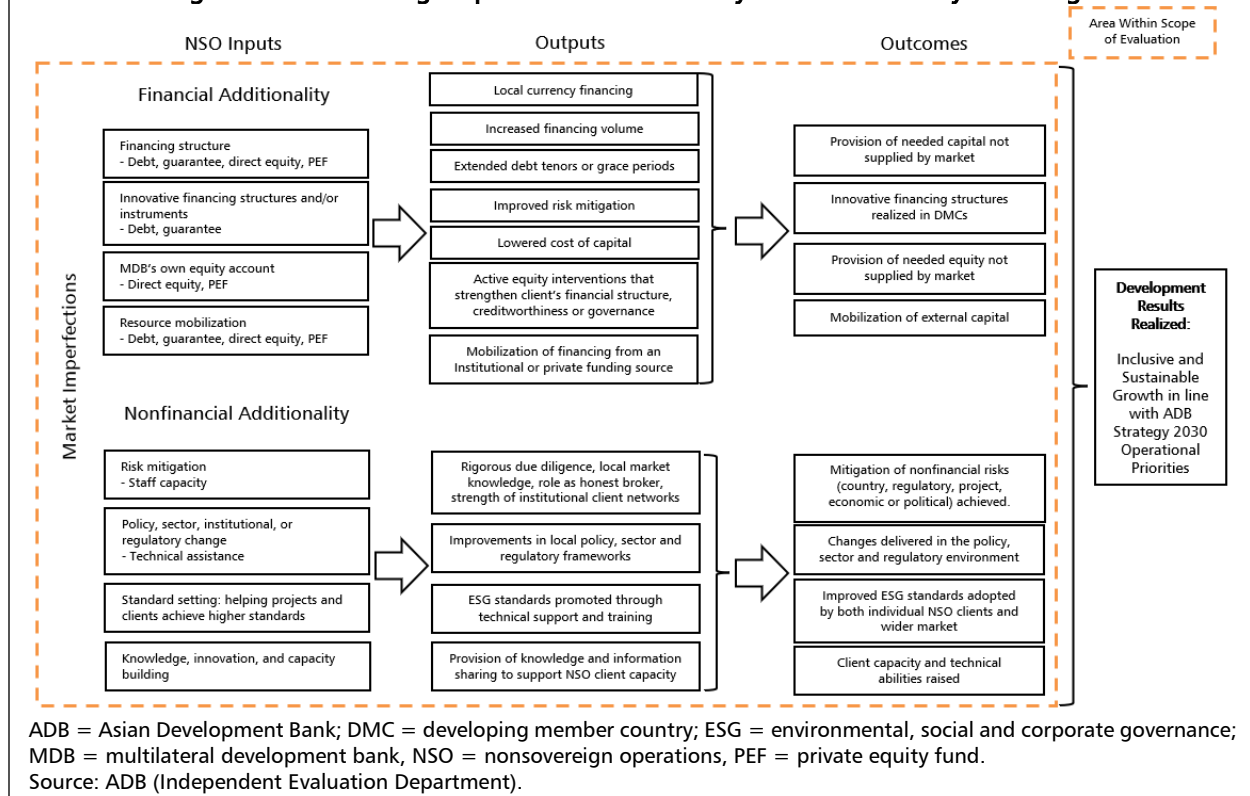 Area Within Scope
of Evaluation
NSO Inputs
Outputs
Outcomes
Market Imperfections
Financial Additionality
Financing structure
- Debt, guarantee, direct equity, PEF
Innovative financing structures and/or
instruments
- Debt, guarantee
MDB's own equity account
- Direct equity, PEF
Resource mobilization
- Debt, guarantee, direct equity, PEF
Local currency financing
Increased financing volume
Extended debt tenors or grace periods
Improved risk mitigation
Lowered cost of capital
Active equity interventions that
strengthen client's financial structure,
creditworthiness or governance
Mobilization of financing from an
Institutional or private funding source
Provision of needed capital not
supplied by market
Innovative financing structures
realized in DMCs
Provision of needed equity not
supplied by market
Mobilization of external capital
Nonfinancial Additionality
Risk mitigation
- Staff capacity
Policy, sector, institutional, or
regulatory change
- Technical assistance
Standard setting: helping projects and
clients achieve higher standards
Knowledge, innovation, and capacity
building
Rigorous due diligence, local market
knowledge, role as honest broker,
strength of institutional client networks
Improvements in local policy, sector and
regulatory frameworks
ESG standards promoted through
technical support and training
Provision of knowledge and information
sharing to support NSO client capacity
Mitigation of nonfinancial risks
(country, regulatory, project,
economic or political) achieved.
Changes delivered in the policy,
sector and regulatory environment
Improved ESG standards adopted
by both individual NSO clients and
wider market
Client capacity and technical
abilities raised
Development
Results
Realized:
Inclusive and
Sustainable
Growth in line
with ADB
Strategy 2030
Operational
Priorities
ADB = Asian Development Bank; DMC = developing member country; ESG = environmental, social and corporate governance;
MDB = multilateral development bank, NSO = nonsovereign operations, PEF = private equity fund.
Source: ADB (Independent Evaluation Department).